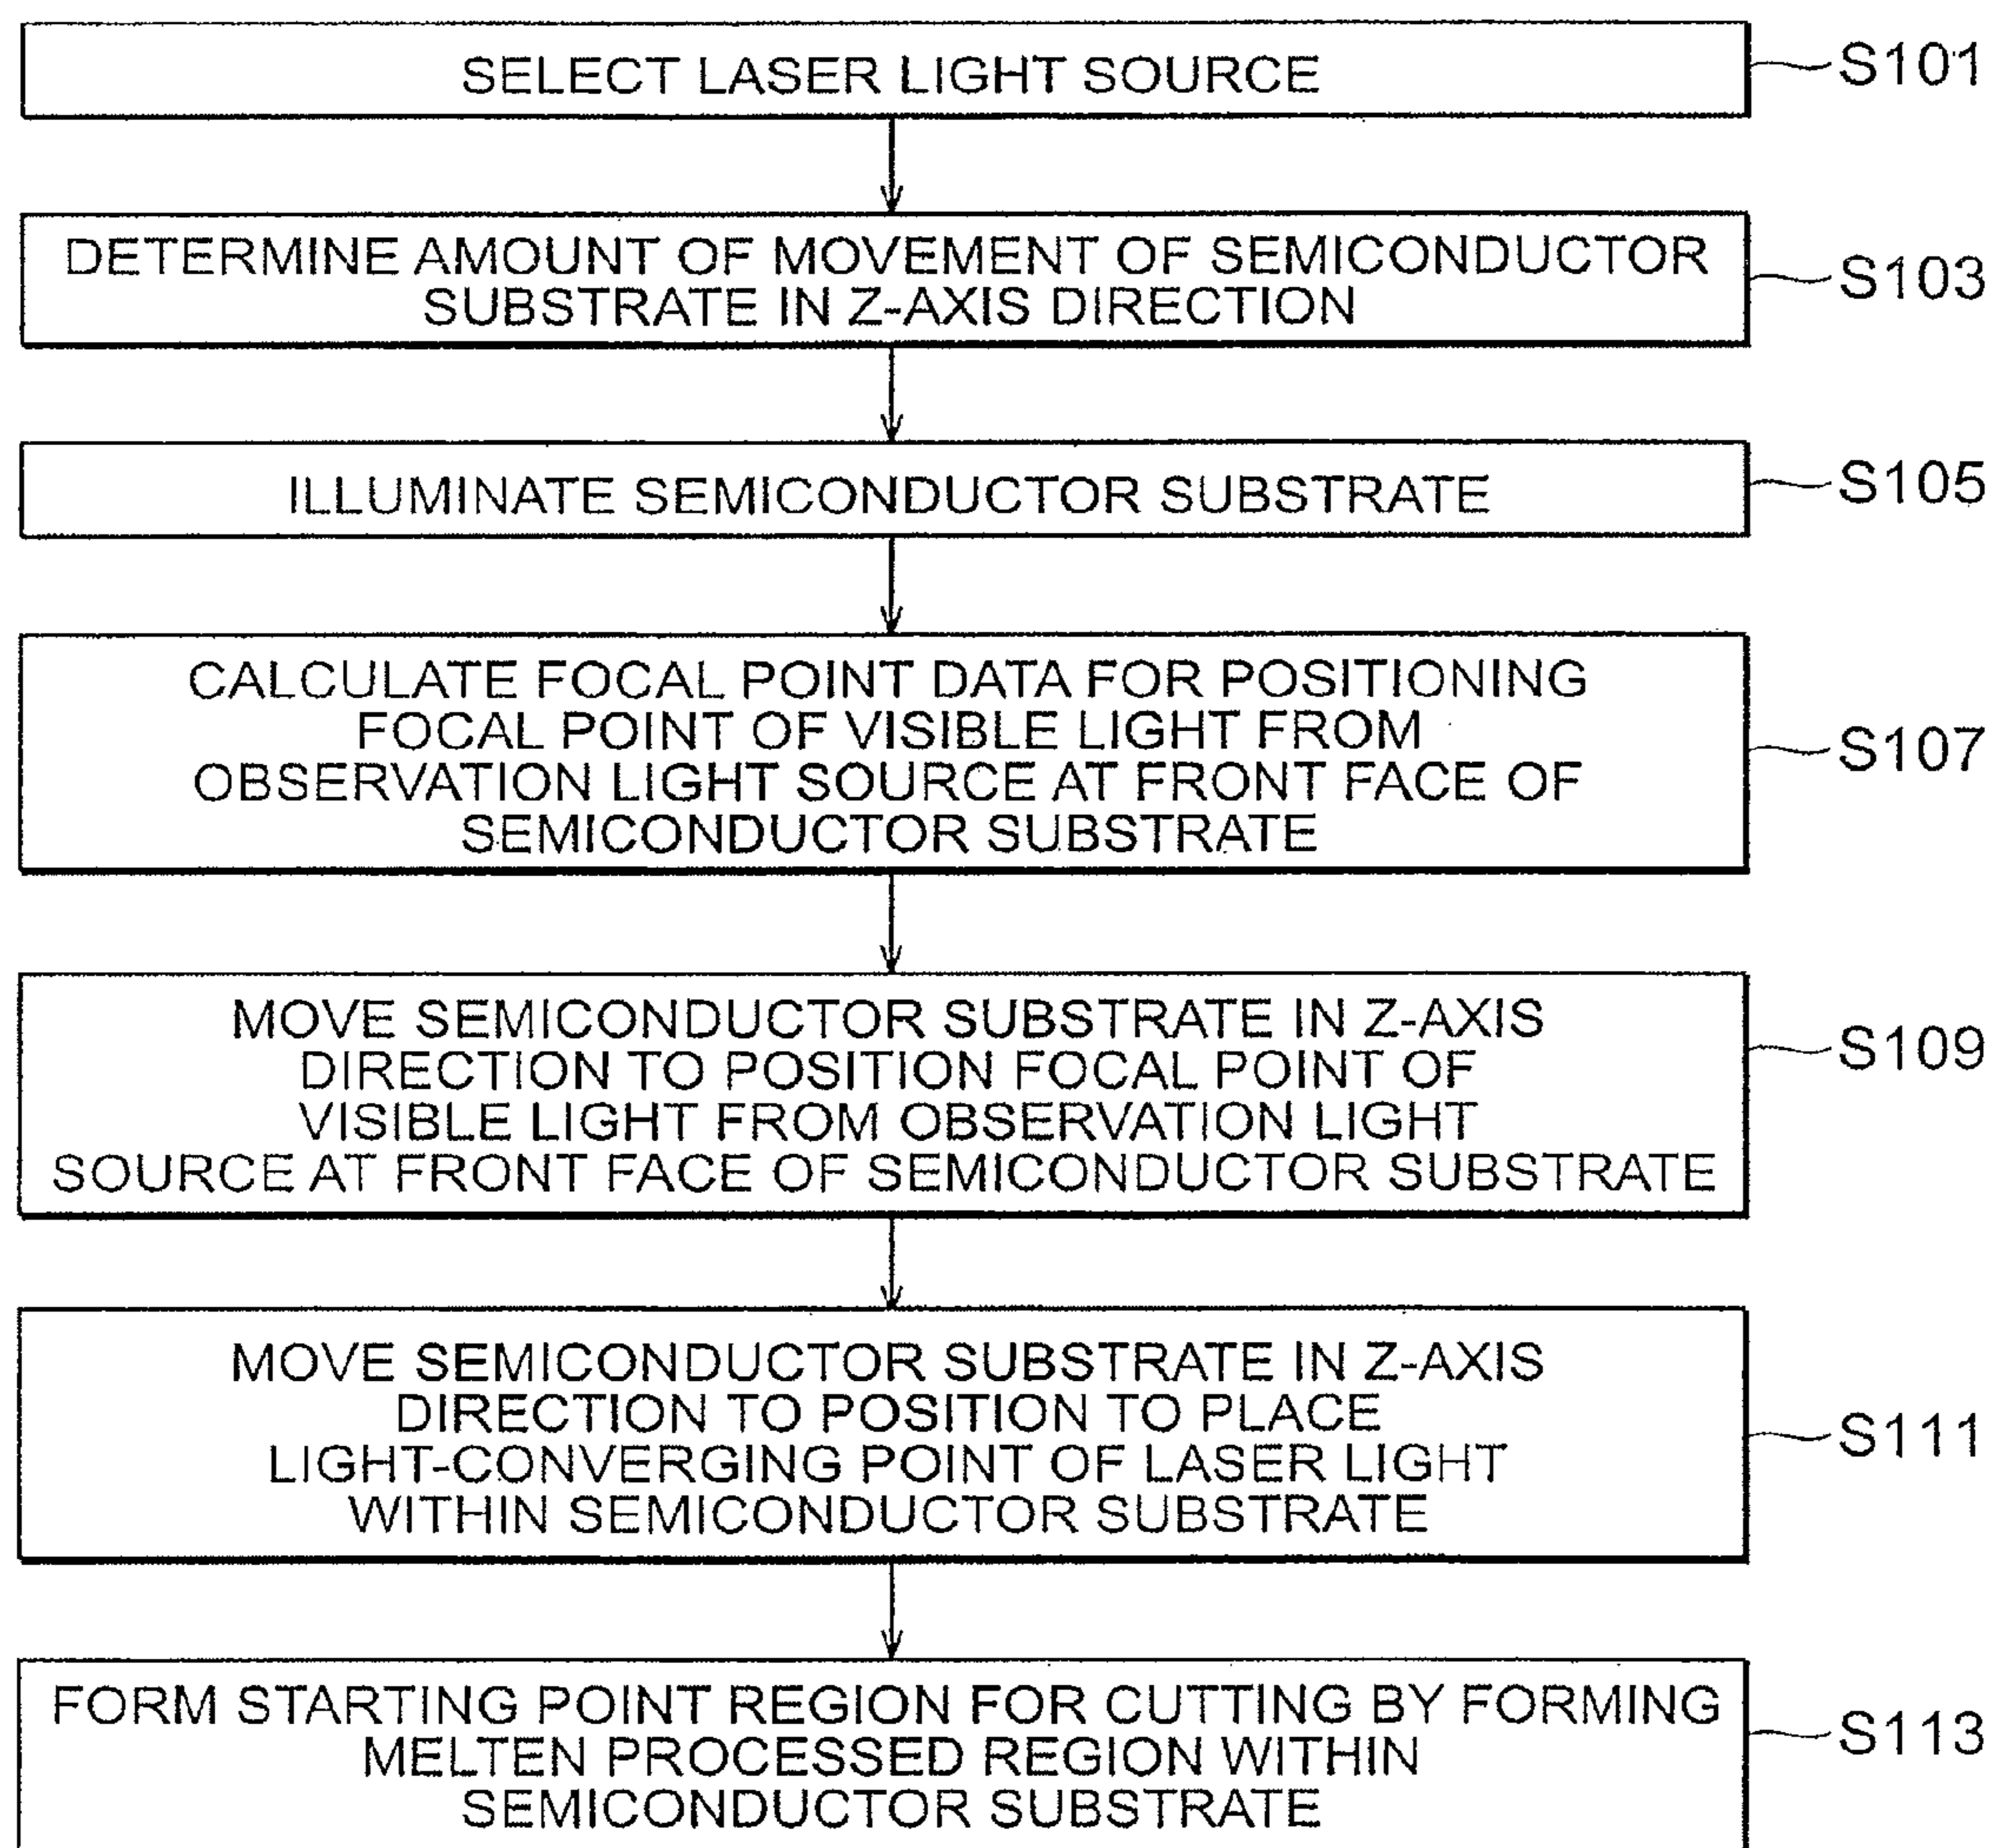 SELECT LASER LIGHT SOURCE
S101
DETERMINE AMOUNT OF MOVEMENT OF SEMICONDUCTOR
SUBSTRATE IN Z-AXIS DIRECTION
S103
ILLUMINATE SEMICONDUCTOR SUBSTRATE
S105
CALCULATE FOCAL POINT DATA FOR POSITIONING
FOCAL POINT OF VISIBLE LIGHT FROM
OBSERVATION LIGHT SOURCE AT FRONT FACE OF
SEMICONDUCTOR SUBSTRATE
S107
MOVE SEMICONDUCTOR SUBSTRATE IN Z-AXIS
DIRECTION TO POSITION FOCAL POINT OF
VISIBLE LIGHT FROM OBSERVATION LIGHT
SOURCE AT FRONT FACE OF SEMICONDUCTOR SUBSTRATE
S109
MOVE SEMICONDUCTOR SUBSTRATE IN Z-AXIS
DIRECTION TO POSITION TO PLACE
LIGHT-CONVERGING POINT OF LASER LIGHT
WITHIN SEMICONDUCTOR SUBSTRATE
S111
FORM STARTING POINT REGION FOR CUTTING BY FORMING
MELTEN PROCESSED REGION WITHIN
SEMICONDUCTOR SUBSTRATE
S113